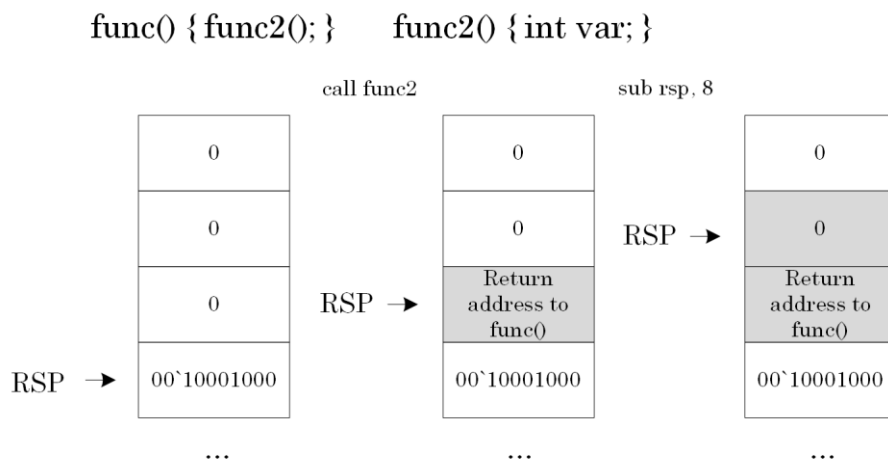 func() { func2(); } func2() { int var; }
call func2 sub rsp, 8
0 0 0
0 0 RSP → 0
0 RSP → Return address to func() Return address to func()
RSP → 00`10001000 00`10001000 00`10001000
... ... ...